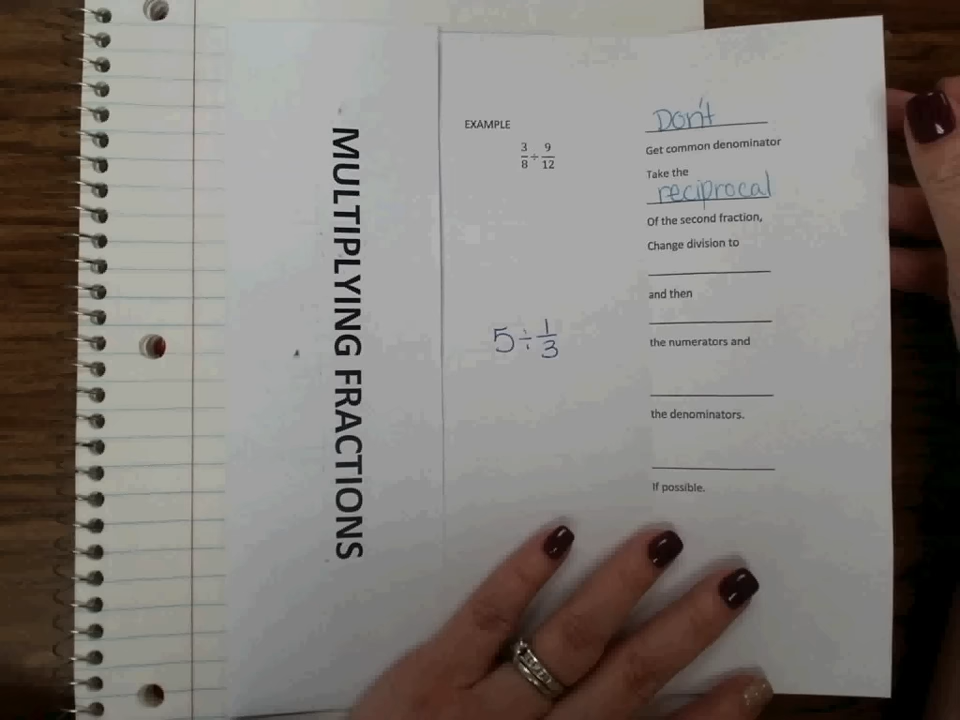 MULTIPLYING FRACTIONS
EXAMPLE
3/8 ÷ 9/12
5 ÷ 1/3
Don't
Get common denominator
Take the
reciprocal
Of the second fraction,
Change division to
and then
the numerators and
the denominators.
If possible.